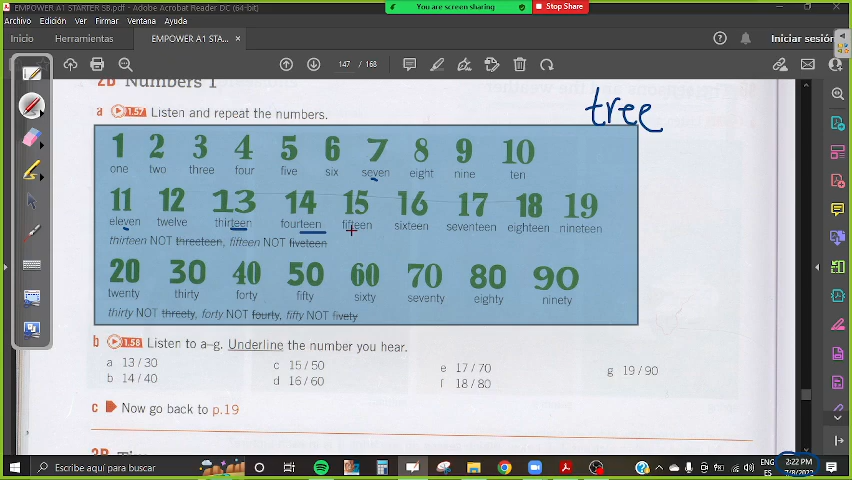 EMPOWER A1 STARTER SB.pdf - Adobe Acrobat Reader DC (64-bit)
You are screen sharing
Stop Share
Archivo Edición Ver Firmar Ventana Ayuda
Inicio Herramientas EMPOWER A1 STA... × Iniciar sesión
147 / 168
2B Numbers 1
tree
a 1.57 Listen and repeat the numbers.
1 2 3 4 5 6 7 8 9 10
one two three four five six seven eight nine ten
11 12 13 14 15 16 17 18 19
eleven twelve thirteen fourteen fifteen sixteen seventeen eighteen nineteen
thirteen NOT threeteen, fifteen NOT fiveteen
20 30 40 50 60 70 80 90
twenty thirty forty fifty sixty seventy eighty ninety
thirty NOT threety, forty NOT fourty, fifty NOT fivety
b 1.58 Listen to a–g. Underline the number you hear.
a 13 / 30 c 15 / 50 e 17 / 70 g 19 / 90
b 14 / 40 d 16 / 60 f 18 / 80
c Now go back to p.19
Escribe aquí para buscar
ENG 2:22 PM
ES